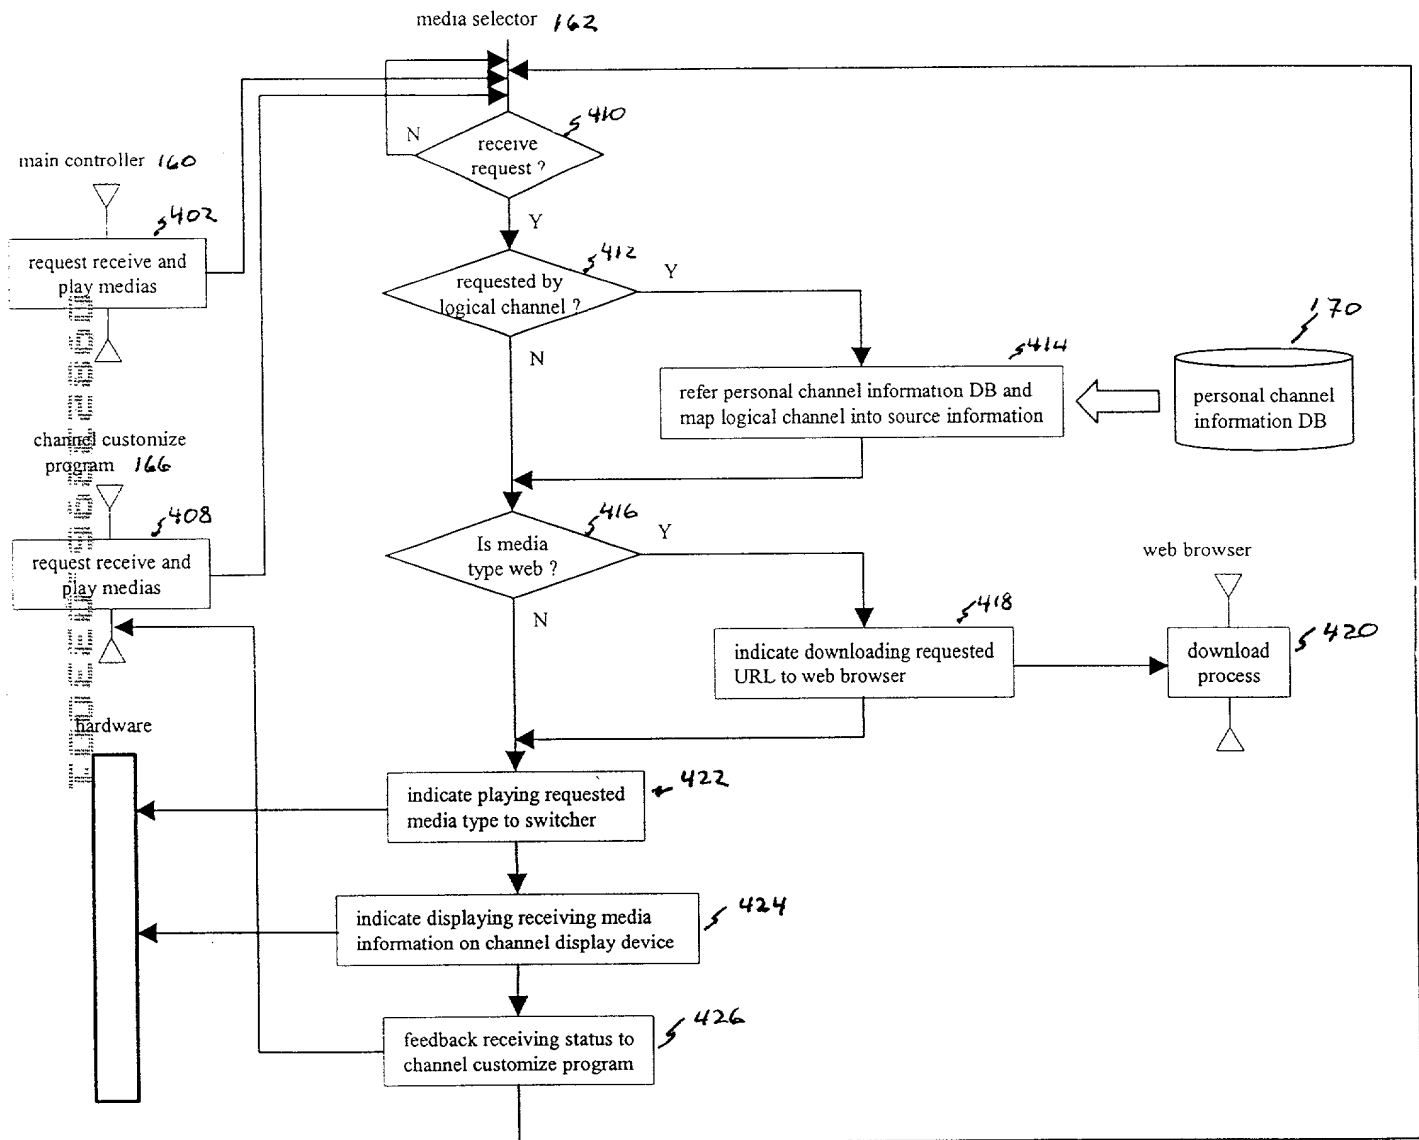 media selector 162
410
N
receive
request ?
main controller 160
402
Y
request receive and
play medias
412
requested by
logical channel ?
Y
N
170
414
refer personal channel information DB and
map logical channel into source information
personal channel
information DB
channel customize
program 166
408
request receive and
play medias
416
Is media
type web ?
Y
N
web browser
418
indicate downloading requested
URL to web browser
420
download
process
hardware
422
indicate playing requested
media type to switcher
424
indicate displaying receiving media
information on channel display device
426
feedback receiving status to
channel customize program